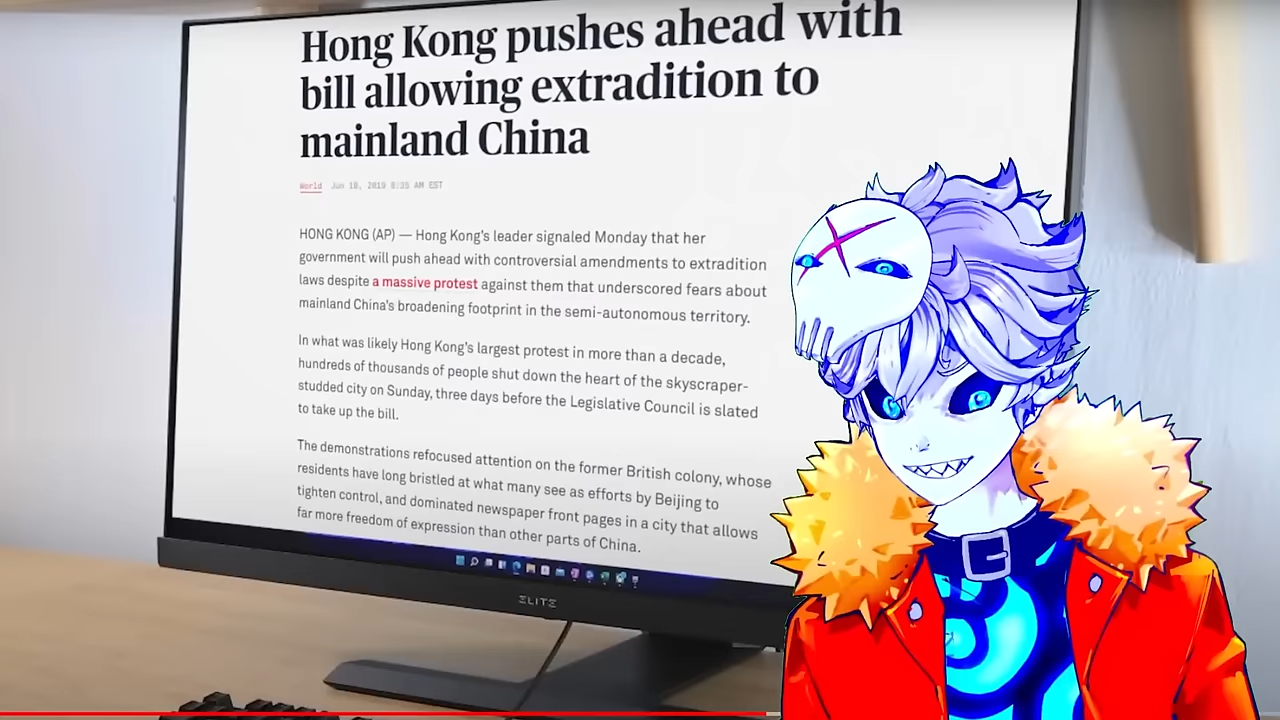 Hong Kong pushes ahead with
bill allowing extradition to
mainland China
World Jun 10, 2019 8:35 AM EST
HONG KONG (AP) — Hong Kong's leader signaled Monday that her
government will push ahead with controversial amendments to extradition
laws despite a massive protest against them that underscored fears about
mainland China's broadening footprint in the semi-autonomous territory.
In what was likely Hong Kong's largest protest in more than a decade,
hundreds of thousands of people shut down the heart of the skyscraper-
studded city on Sunday, three days before the Legislative Council is slated
to take up the bill.
The demonstrations refocused attention on the former British colony, whose
residents have long bristled at what many see as efforts by Beijing to
tighten control, and dominated newspaper front pages in a city that allows
far more freedom of expression than other parts of China.
ELITE